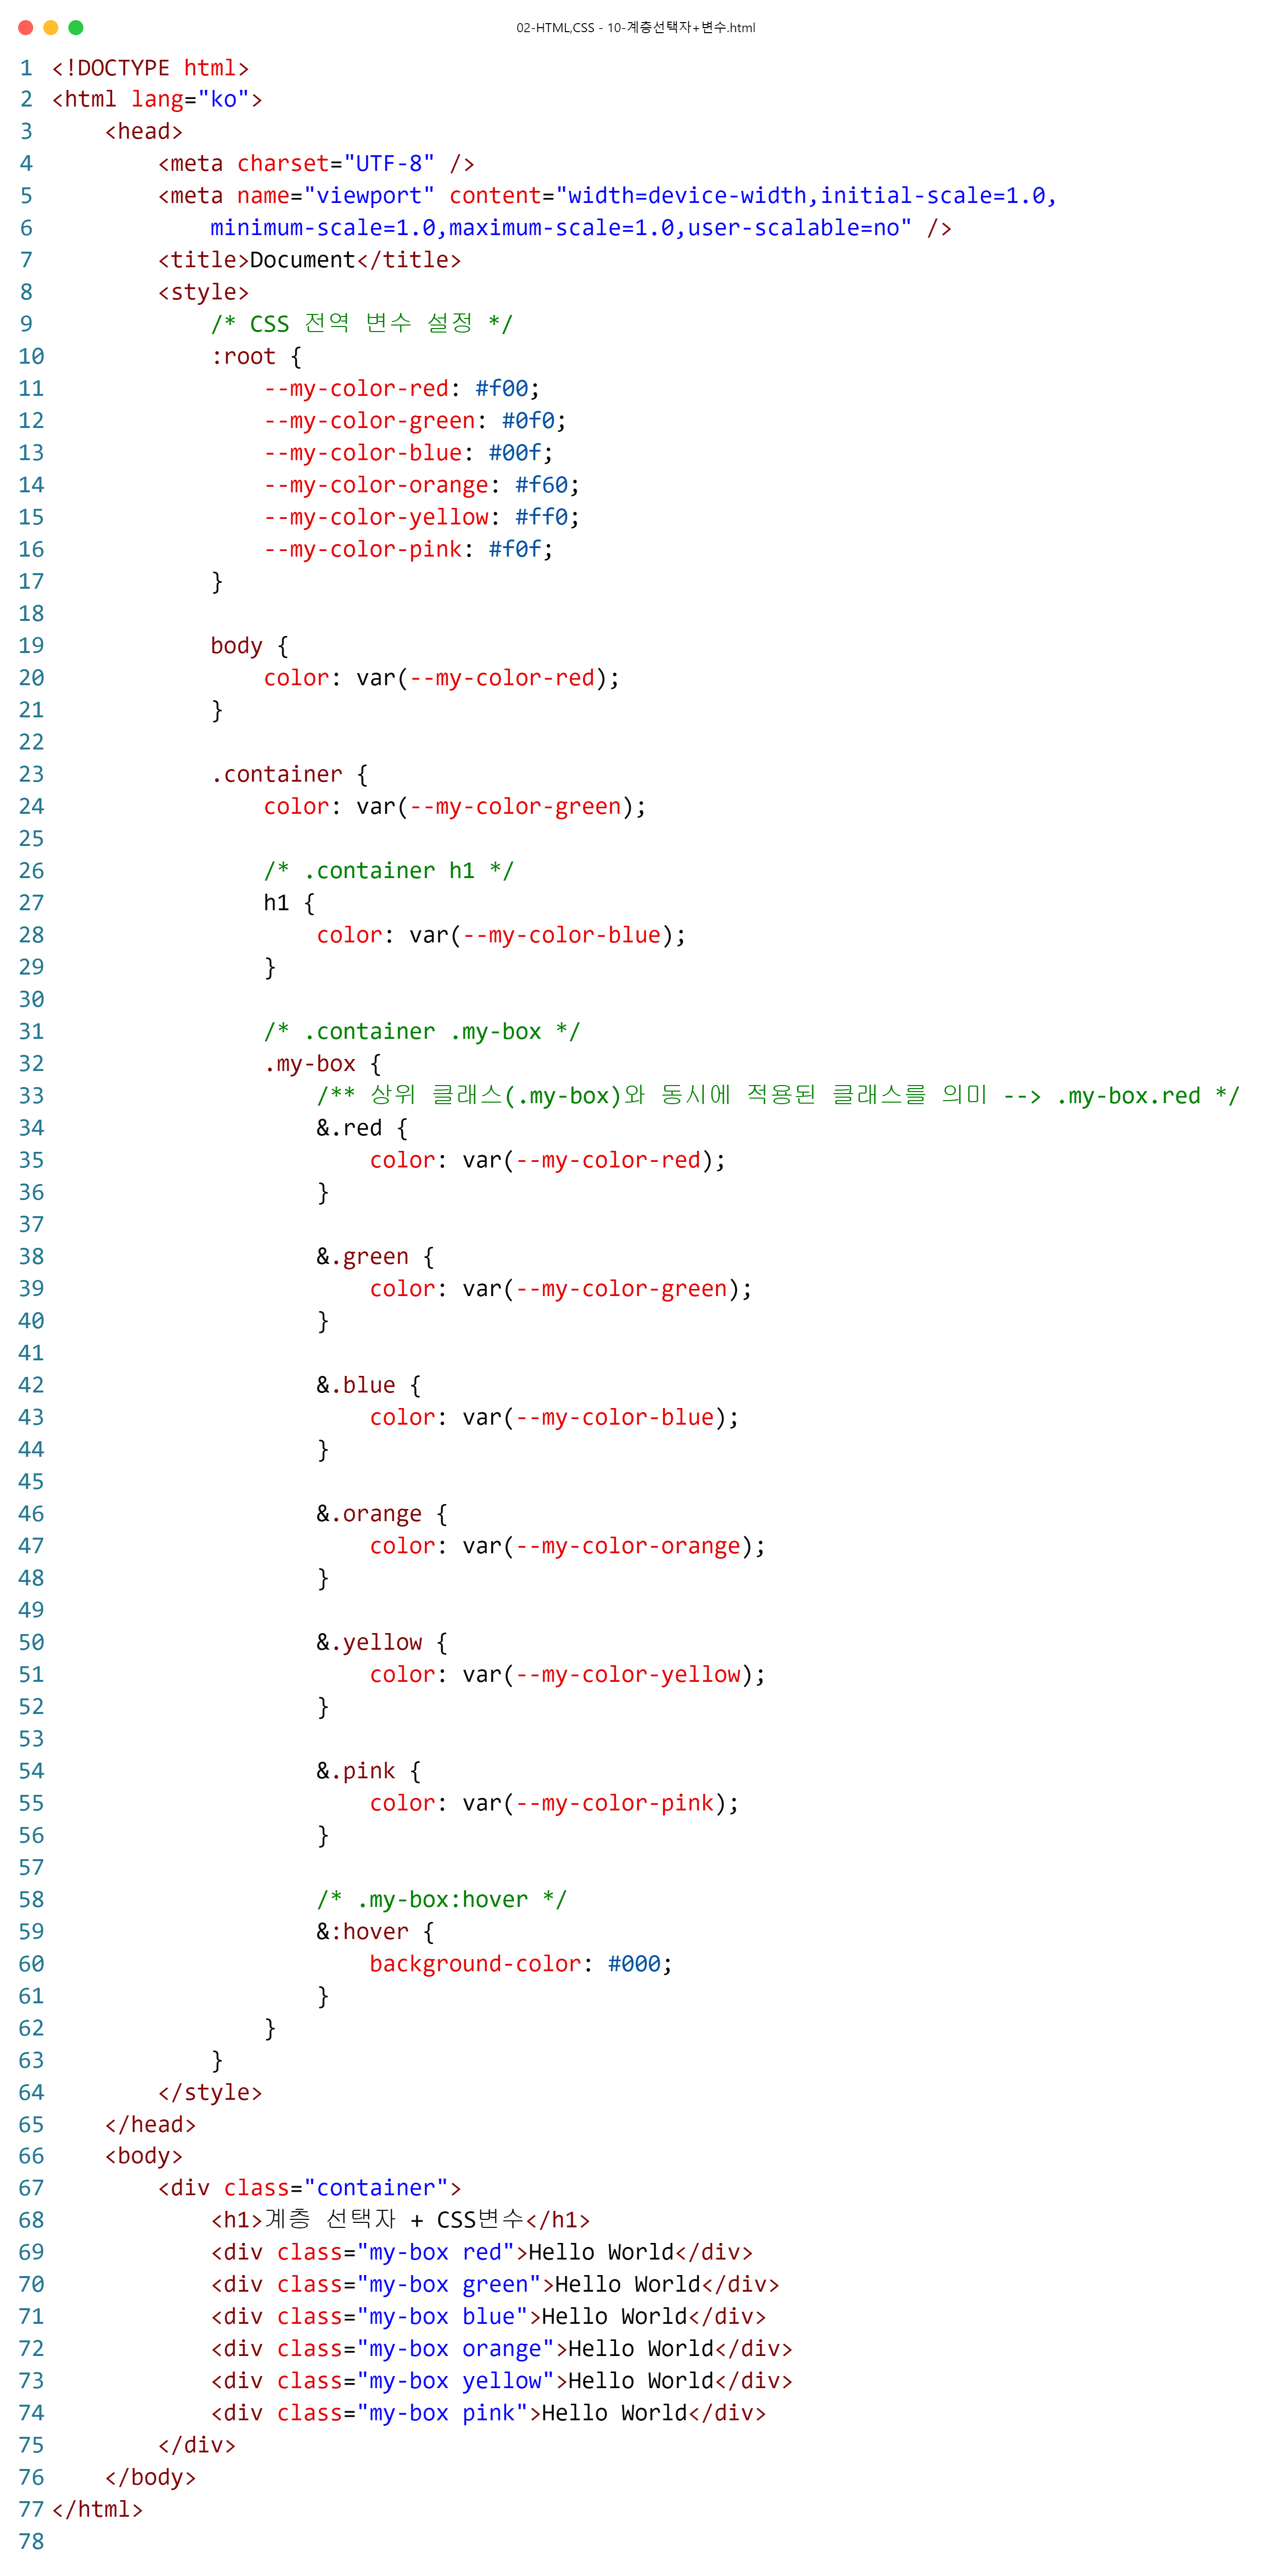 02-HTML,CSS - 10-계층선택자+변수.html
1 <!DOCTYPE html>
2 <html lang="ko">
3     <head>
4         <meta charset="UTF-8" />
5         <meta name="viewport" content="width=device-width,initial-scale=1.0,
6             minimum-scale=1.0,maximum-scale=1.0,user-scalable=no" />
7         <title>Document</title>
8         <style>
9             /* CSS 전역 변수 설정 */
10             :root {
11                 --my-color-red: #f00;
12                 --my-color-green: #0f0;
13                 --my-color-blue: #00f;
14                 --my-color-orange: #f60;
15                 --my-color-yellow: #ff0;
16                 --my-color-pink: #f0f;
17             }
18
19             body {
20                 color: var(--my-color-red);
21             }
22
23             .container {
24                 color: var(--my-color-green);
25
26                 /* .container h1 */
27                 h1 {
28                     color: var(--my-color-blue);
29                 }
30
31                 /* .container .my-box */
32                 .my-box {
33                     /** 상위 클래스(.my-box)와 동시에 적용된 클래스를 의미 --> .my-box.red */
34                     &.red {
35                         color: var(--my-color-red);
36                     }
37
38                     &.green {
39                         color: var(--my-color-green);
40                     }
41
42                     &.blue {
43                         color: var(--my-color-blue);
44                     }
45
46                     &.orange {
47                         color: var(--my-color-orange);
48                     }
49
50                     &.yellow {
51                         color: var(--my-color-yellow);
52                     }
53
54                     &.pink {
55                         color: var(--my-color-pink);
56                     }
57
58                     /* .my-box:hover */
59                     &:hover {
60                         background-color: #000;
61                     }
62                 }
63             }
64         </style>
65     </head>
66     <body>
67         <div class="container">
68             <h1>계층 선택자 + CSS변수</h1>
69             <div class="my-box red">Hello World</div>
70             <div class="my-box green">Hello World</div>
71             <div class="my-box blue">Hello World</div>
72             <div class="my-box orange">Hello World</div>
73             <div class="my-box yellow">Hello World</div>
74             <div class="my-box pink">Hello World</div>
75         </div>
76     </body>
77 </html>
78